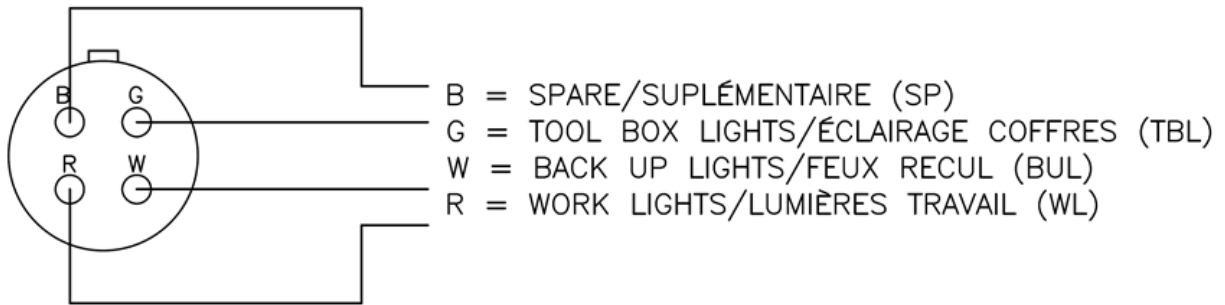 B G
R W
B = SPARE/SUPLÉMENTAIRE (SP)
G = TOOL BOX LIGHTS/ÉCLAIRAGE COFFRES (TBL)
W = BACK UP LIGHTS/FEUX RECUL (BUL)
R = WORK LIGHTS/LUMIÈRES TRAVAIL (WL)